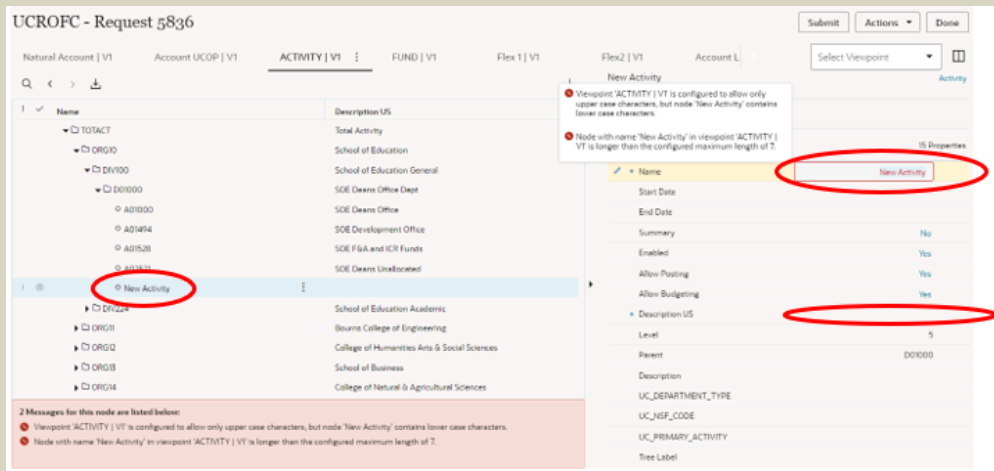 UCROFC - Request 5836
Submit
Actions
Done
Natural Account | V1
Account UCOP | V1
ACTIVITY | V1
FUND | V1
Flex 1 | V1
Flex2 | V1
Account L
Select Viewpoint
New Activity
Activity
Name
Description US
TOTACT
Total Activity
ORG10
School of Education
DIV100
School of Education General
D01000
SOE Deans Office Dept
A01000
SOE Deans Office
A01494
SOE Development Office
A01528
SOE F&A and ICR Funds
SOE Deans Unallocated
New Activity
DIV224
School of Education Academic
ORG11
Bourns College of Engineering
ORG12
College of Humanities Arts & Social Sciences
ORG13
School of Business
ORG14
College of Natural & Agricultural Sciences
2 Messages for this node are listed below:
Viewpoint 'ACTIVITY | V1' is configured to allow only upper case characters, but node 'New Activity' contains lower case characters.
Node with name 'New Activity' in viewpoint 'ACTIVITY | V1' is longer than the configured maximum length of 7.
Viewpoint 'ACTIVITY | V1' is configured to allow only
upper case characters, but node 'New Activity' contains
lower case characters.
Node with name 'New Activity' in viewpoint 'ACTIVITY |
V1' is longer than the configured maximum length of 7.
15 Properties
Name
New Activity
Start Date
End Date
Summary
No
Enabled
Yes
Allow Posting
Yes
Allow Budgeting
Yes
Description US
Level
5
Parent
D01000
Description
UC_DEPARTMENT_TYPE
UC_NSF_CODE
UC_PRIMARY_ACTIVITY
Tree Label